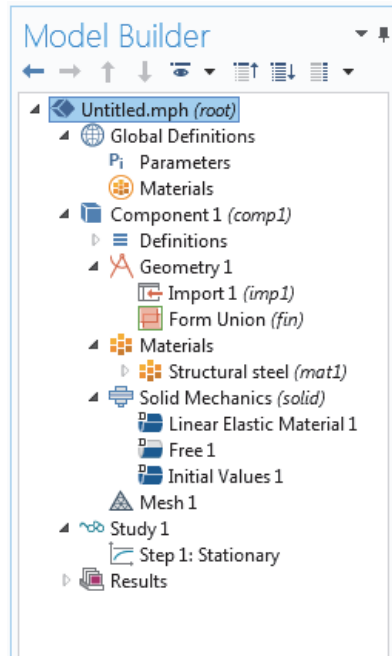 Model Builder
Untitled.mph (root)
Global Definitions
Pi Parameters
Materials
Component 1 (comp1)
Definitions
Geometry 1
Import 1 (imp1)
Form Union (fin)
Materials
Structural steel (mat1)
Solid Mechanics (solid)
D Linear Elastic Material 1
D Free 1
D Initial Values 1
Mesh 1
Study 1
Step 1: Stationary
Results